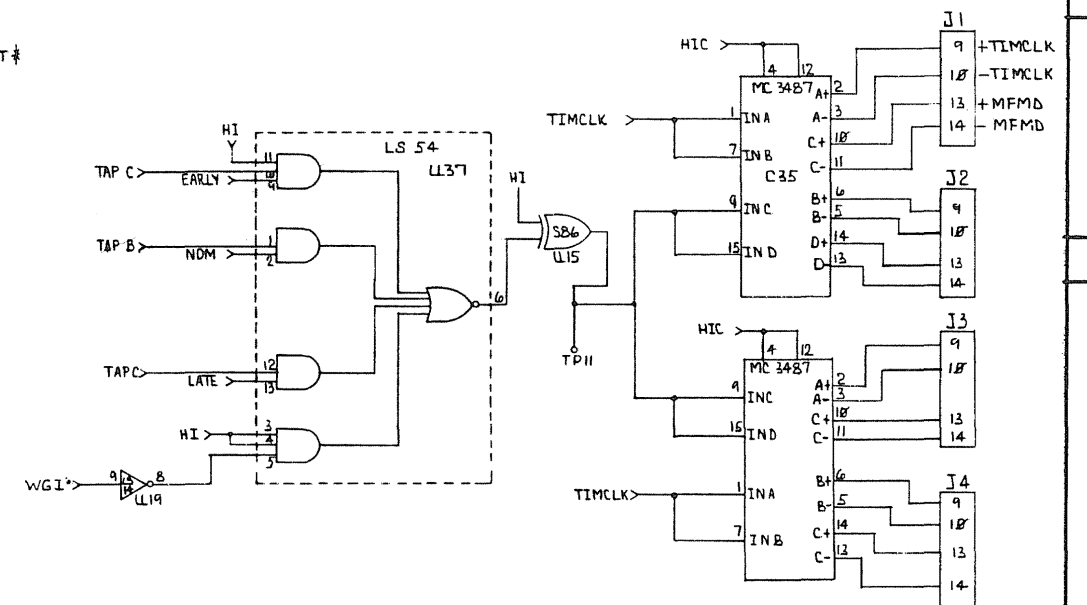 T#
HI
LS 54
U37
11
10
9
TAP C
EARLY
TAP B
1
2
NOM
TAPC
12
13
LATE
HI
3
4
5
WGI*
9
8
U19
6
HI
S86
U15
TP11
HIC
4
12
MC 3487
C35
TIMCLK
1
INA
7
INB
9
INC
15
IND
A+
2
A-
3
C+
10
C-
11
B+
6
B-
5
D+
14
D-
13
J1
9
+TIMCLK
10
-TIMCLK
13
+MFMD
14
- MFMD
J2
9
10
13
14
HIC
4
12
MC 3487
9
INC
15
IND
TIMCLK
1
INA
7
INB
A+
2
A-
3
C+
10
C-
11
B+
6
B-
5
C+
14
C-
13
J3
9
10
13
14
J4
9
10
13
14